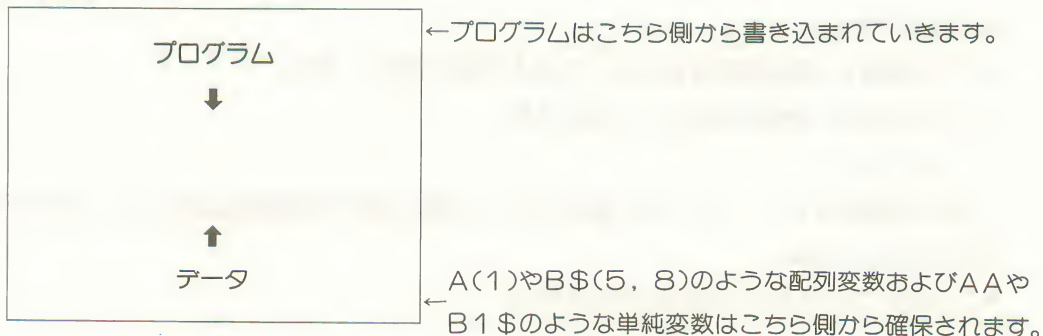 プログラム
←プログラムはこちら側から書き込まれていきます。
データ
←A(1)やB$(5, 8)のような配列変数およびAAや
B1$のような単純変数はこちら側から確保されます。